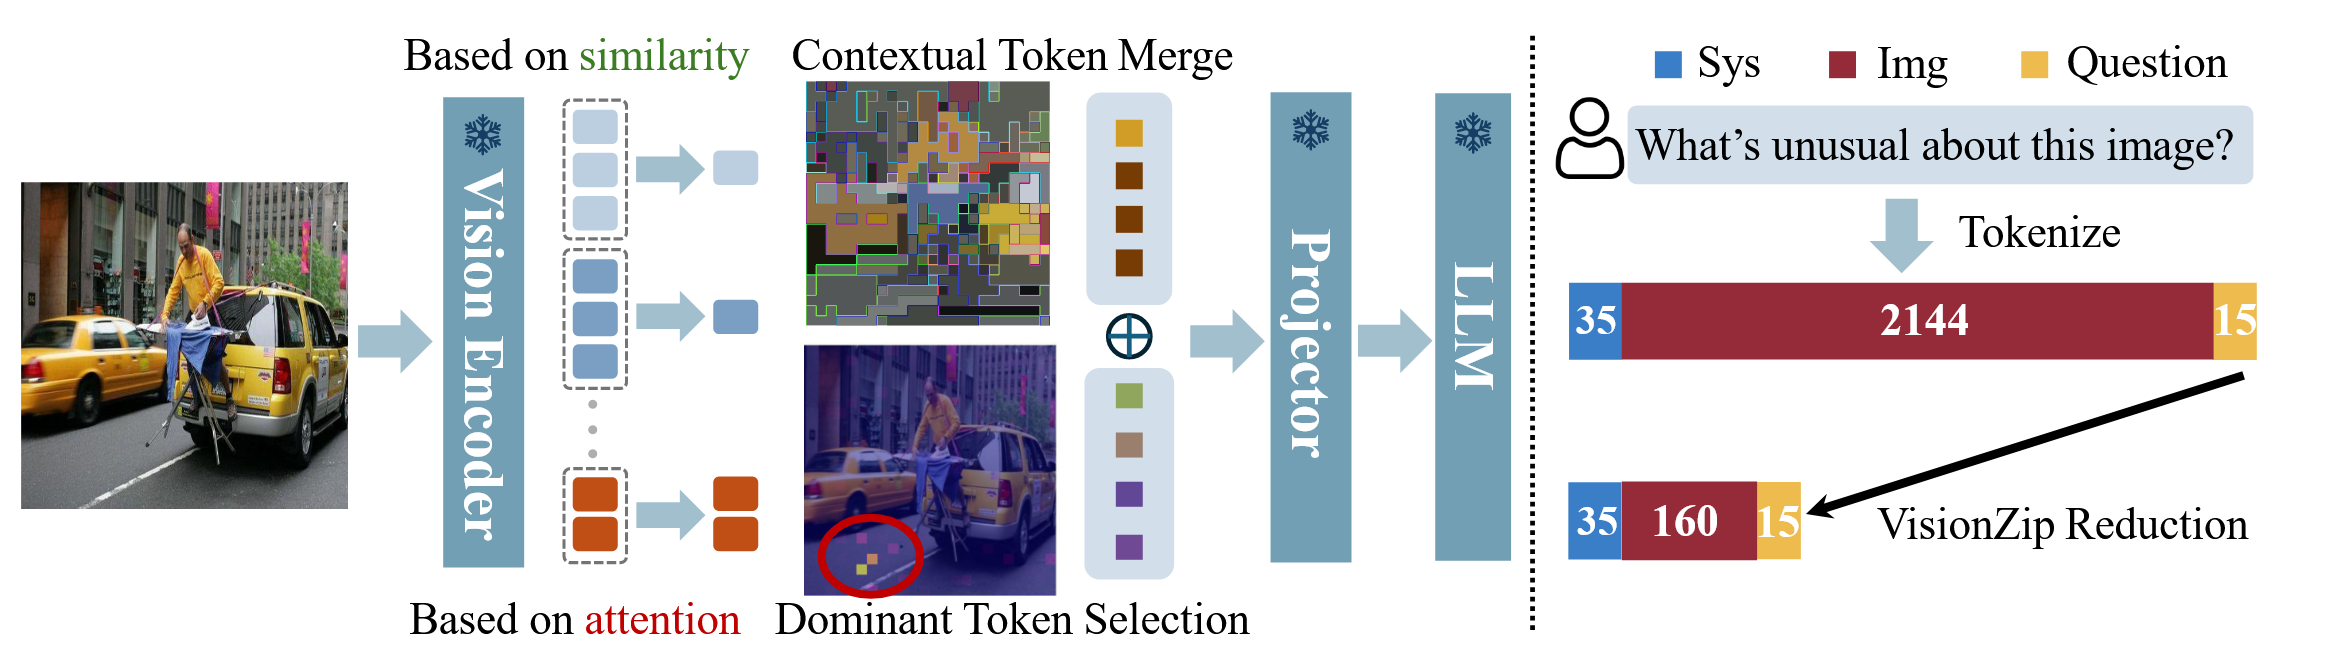 Based on similarity
Contextual Token Merge
Vision Encoder
Based on attention
Dominant Token Selection
Projector
LLM
Sys
Img
Question
What's unusual about this image?
Tokenize
35
2144
15
35
160
15
VisionZip Reduction